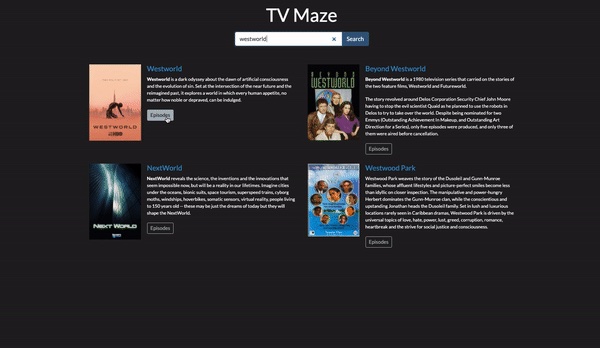 TV Maze
westworld
Search
Westworld
Westworld is a dark odyssey about the dawn of artificial consciousness
and the evolution of sin. Set at the intersection of the near future and the
reimagined past, it explores a world in which every human appetite, no
matter how noble or depraved, can be indulged.
Episodes
WESTWORLD
Beyond Westworld
Beyond Westworld is a 1980 television series that carried on the stories of
the two feature films, Westworld and Futureworld.
The story revolved around Delos Corporation Security Chief John Moore
having to stop the evil scientist Quaid as he planned to use the robots in
Delos to try to take over the world. Despite being nominated for two
Emmys (Outstanding Achievement In Makeup, and Outstanding Art
Direction for a Series), only five episodes were produced, and only three of
them were aired before cancellation.
Episodes
BEYOND
WESTWORLD
NextWorld
NextWorld reveals the science, the inventions and the innovations that
seem impossible now, but will be a reality in our lifetimes. Imagine cities
under the oceans, bionic suits, space tourism, superspeed trains, cyborg
moths, windships, hoverbikes, somatic sensors, virtual reality, people living
to 150 years old – these may just be the dreams of today but they will
shape the NextWorld.
Episodes
NEXT WORLD
Westwood Park
Westwood Park weaves the story of the Dusoleil and Gunn-Munroe
families, whose affluent lifestyles and picture-perfect smiles become less
than idyllic on closer inspection. The manipulative and power-hungry
Herbert dominates the Gunn-Munroe clan, while the conscientious and
upstanding Jonathan heads the Dusoleil family. Set in lush and luxurious
locations rarely seen in Caribbean dramas, Westwood Park is driven by the
universal topics of love, hate, power, lust, greed, corruption, romance,
heartbreak and the strive for social justice and consciousness.
Episodes